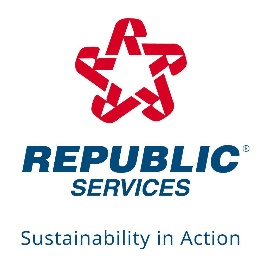 REPUBLIC®
SERVICES
Sustainability in Action